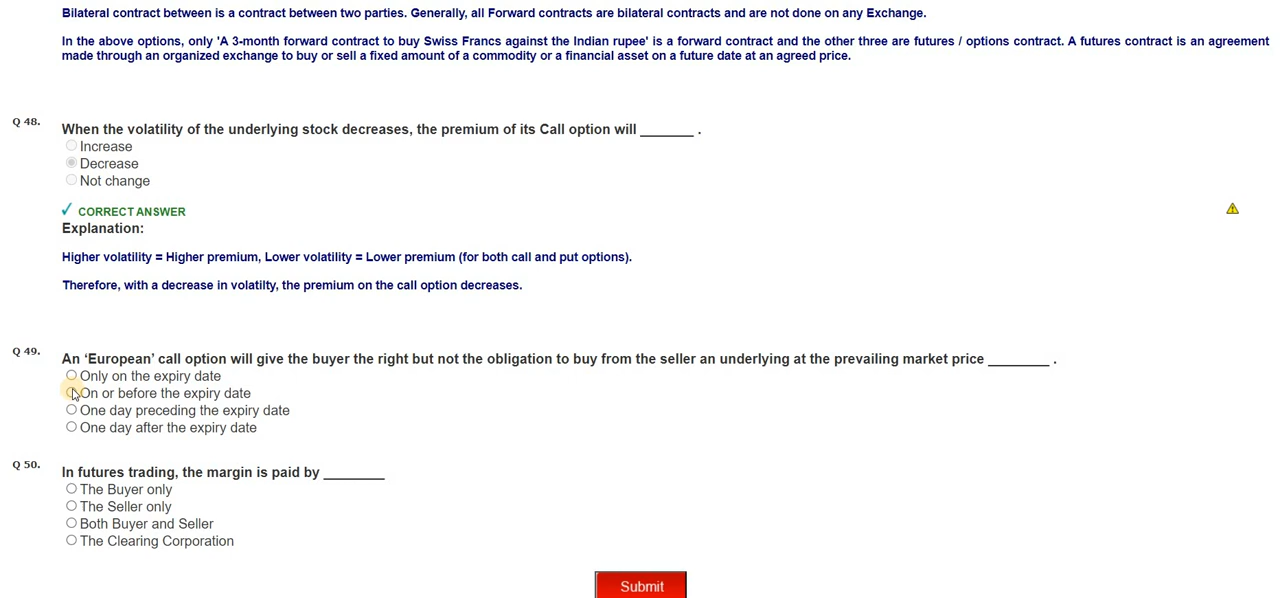 Bilateral contract between is a contract between two parties. Generally, all Forward contracts are bilateral contracts and are not done on any Exchange.
In the above options, only 'A 3-month forward contract to buy Swiss Francs against the Indian rupee' is a forward contract and the other three are futures / options contract. A futures contract is an agreement
made through an organized exchange to buy or sell a fixed amount of a commodity or a financial asset on a future date at an agreed price.
Q 48.
When the volatility of the underlying stock decreases, the premium of its Call option will _______ .
Increase
Decrease
Not change
✓ CORRECT ANSWER
Explanation:
Higher volatility = Higher premium, Lower volatility = Lower premium (for both call and put options).
Therefore, with a decrease in volatilty, the premium on the call option decreases.
Q 49.
An ‘European’ call option will give the buyer the right but not the obligation to buy from the seller an underlying at the prevailing market price ________ .
Only on the expiry date
On or before the expiry date
One day preceding the expiry date
One day after the expiry date
Q 50.
In futures trading, the margin is paid by ________
The Buyer only
The Seller only
Both Buyer and Seller
The Clearing Corporation
Submit